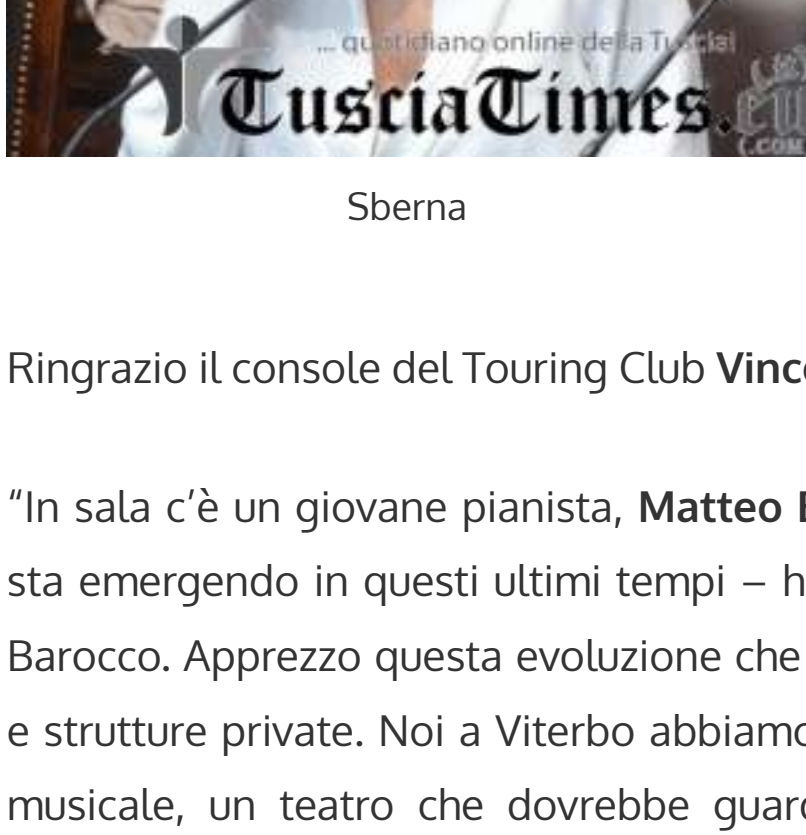 ... quotidiano online della Tuscia!
TusciaTimes.eu
(.COM
Sberna
Ringrazio il console del Touring Club
“In sala c’è un giovane pianista, Matteo
sta emergendo in questi ultimi tempi –
Barocco. Apprezzo questa evoluzione che
e strutture private. Noi a Viterbo
musicale, un teatro che dovrebbe